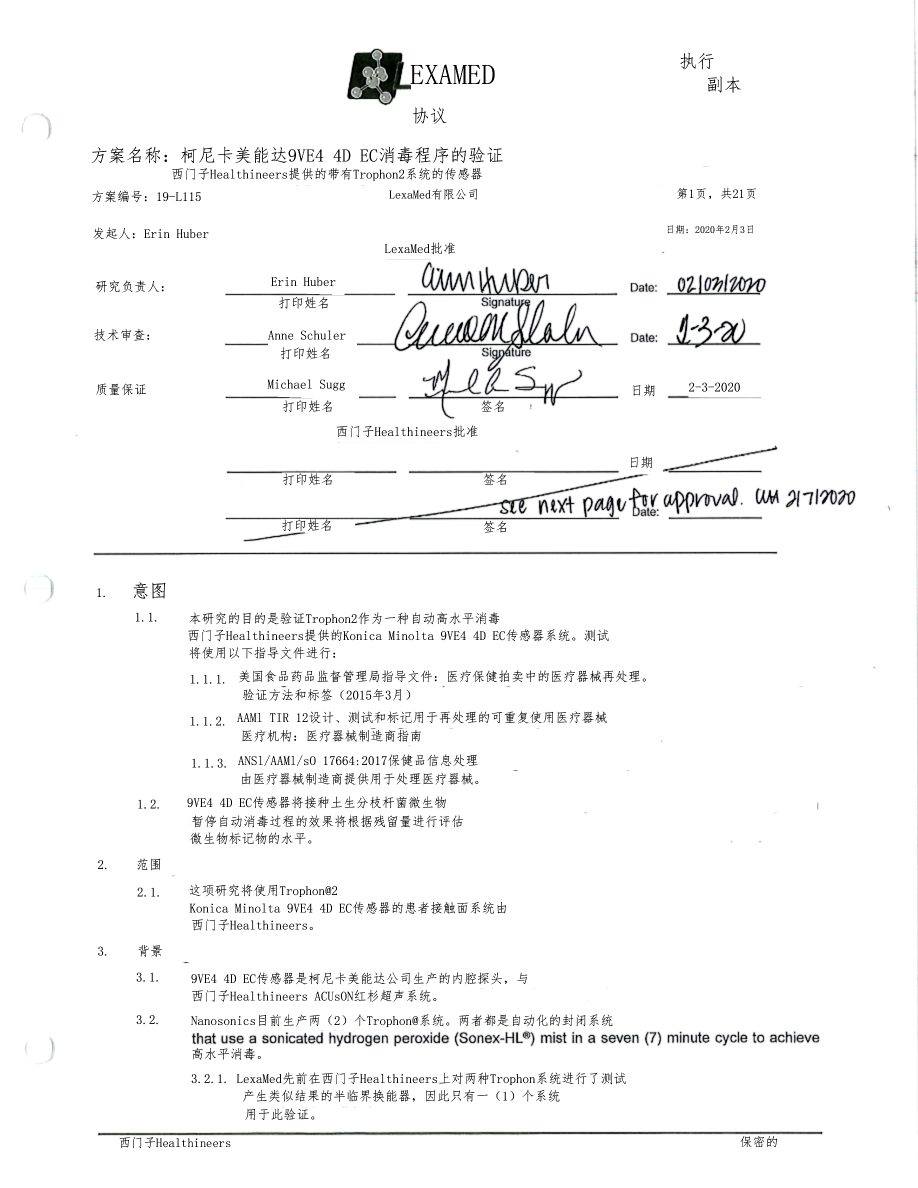 LEXAMED
执行
副本
协议
方案名称：柯尼卡美能达9VE4 4D EC消毒程序的验证
西门子Healthineers提供的带有Trophon2系统的传感器
方案编号：19-L115 LexaMed有限公司 第1页，共21页
发起人：Erin Huber 日期：2020年2月3日
LexaMed批准
研究负责人： Erin Huber Date: 02/03/2020
打印姓名 Signature
技术审查： Anne Schuler Date: 2-3-20
打印姓名 Signature
质量保证 Michael Sugg 日期 2-3-2020
打印姓名 签名
西门子Healthineers批准
日期
打印姓名 签名
see next page for approval. 2/7/2020
Date:
打印姓名 签名
1. 意图
1.1. 本研究的目的是验证Trophon2作为一种自动高水平消毒
西门子Healthineers提供的Konica Minolta 9VE4 4D EC传感器系统。测试
将使用以下指导文件进行：
1.1.1. 美国食品药品监督管理局指导文件：医疗保健拍卖中的医疗器械再处理。
验证方法和标签（2015年3月）
1.1.2. AAMl TIR 12设计、测试和标记用于再处理的可重复使用医疗器械
医疗机构：医疗器械制造商指南
1.1.3. ANSl/AAMl/sO 17664:2017保健品信息处理
由医疗器械制造商提供用于处理医疗器械。
1.2. 9VE4 4D EC传感器将接种土生分枝杆菌微生物
暂停自动消毒过程的效果将根据残留量进行评估
微生物标记物的水平。
2. 范围
2.1. 这项研究将使用Trophon@2
Konica Minolta 9VE4 4D EC传感器的患者接触面系统由
西门子Healthineers。
3. 背景
3.1. 9VE4 4D EC传感器是柯尼卡美能达公司生产的内腔探头，与
西门子Healthineers ACUsON红杉超声系统。
3.2. Nanosonics目前生产两（2）个Trophon@系统。两者都是自动化的封闭系统
that use a sonicated hydrogen peroxide (Sonex-HL®) mist in a seven (7) minute cycle to achieve
高水平消毒。
3.2.1. LexaMed先前在西门子Healthineers上对两种Trophon系统进行了测试
产生类似结果的半临界换能器，因此只有一（1）个系统
用于此验证。
西门子Healthineers 保密的